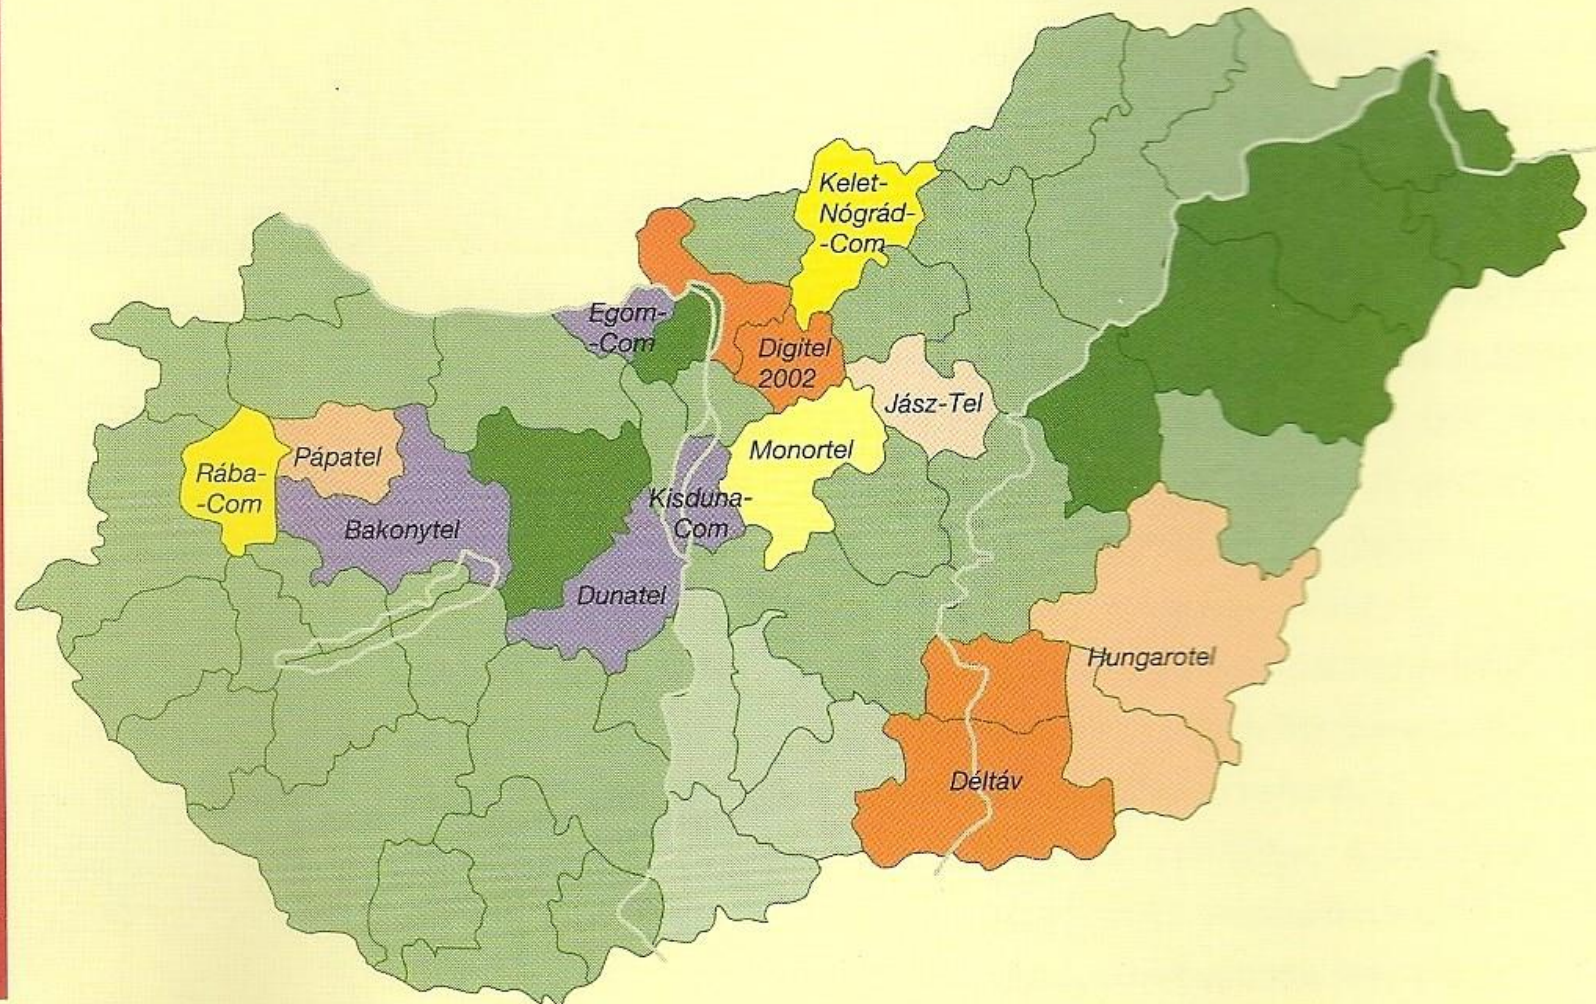 Kelet-
Nógrád-
-Com
Egom-
-Com
Digitel
2002
Jász-Tel
Rába-
-Com
Pápatel
Monortel
Bakonytel
Kisduna-
Com
Dunatel
Hungarotel
Déltáv